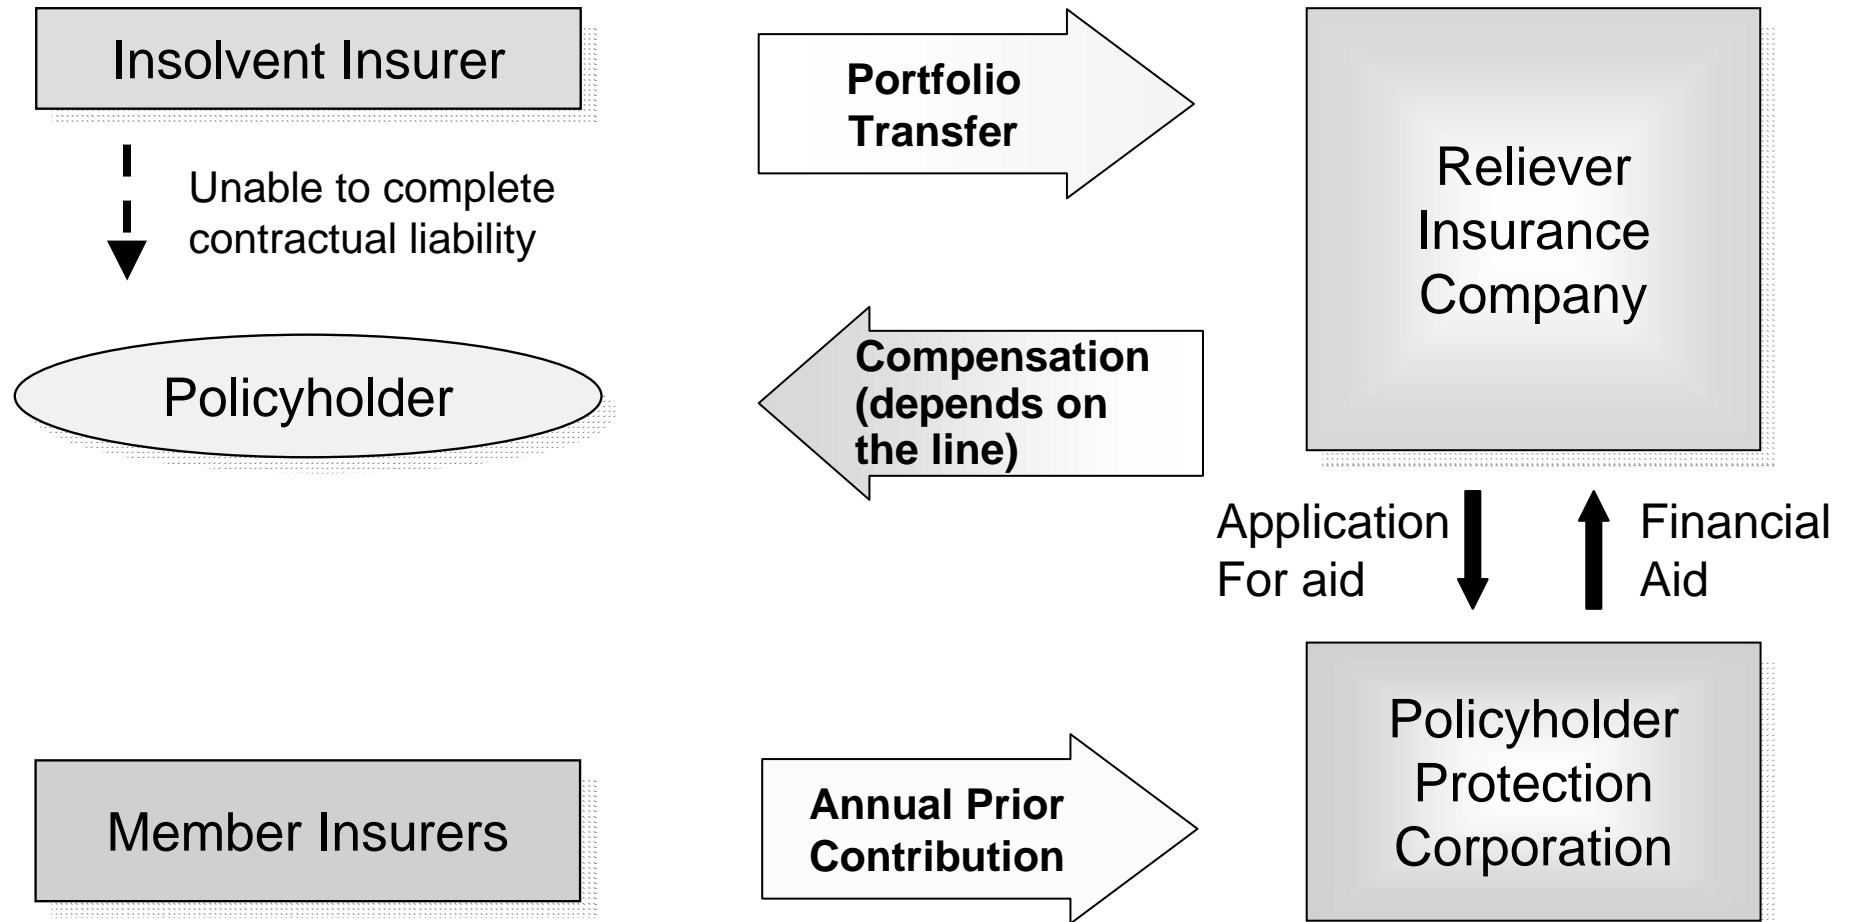 Insolvent Insurer
Portfolio
Transfer
Reliever
Insurance
Company
Unable to complete
contractual liability
Policyholder
Compensation
(depends on
the line)
Application
For aid
Financial
Aid
Member Insurers
Annual Prior
Contribution
Policyholder
Protection
Corporation